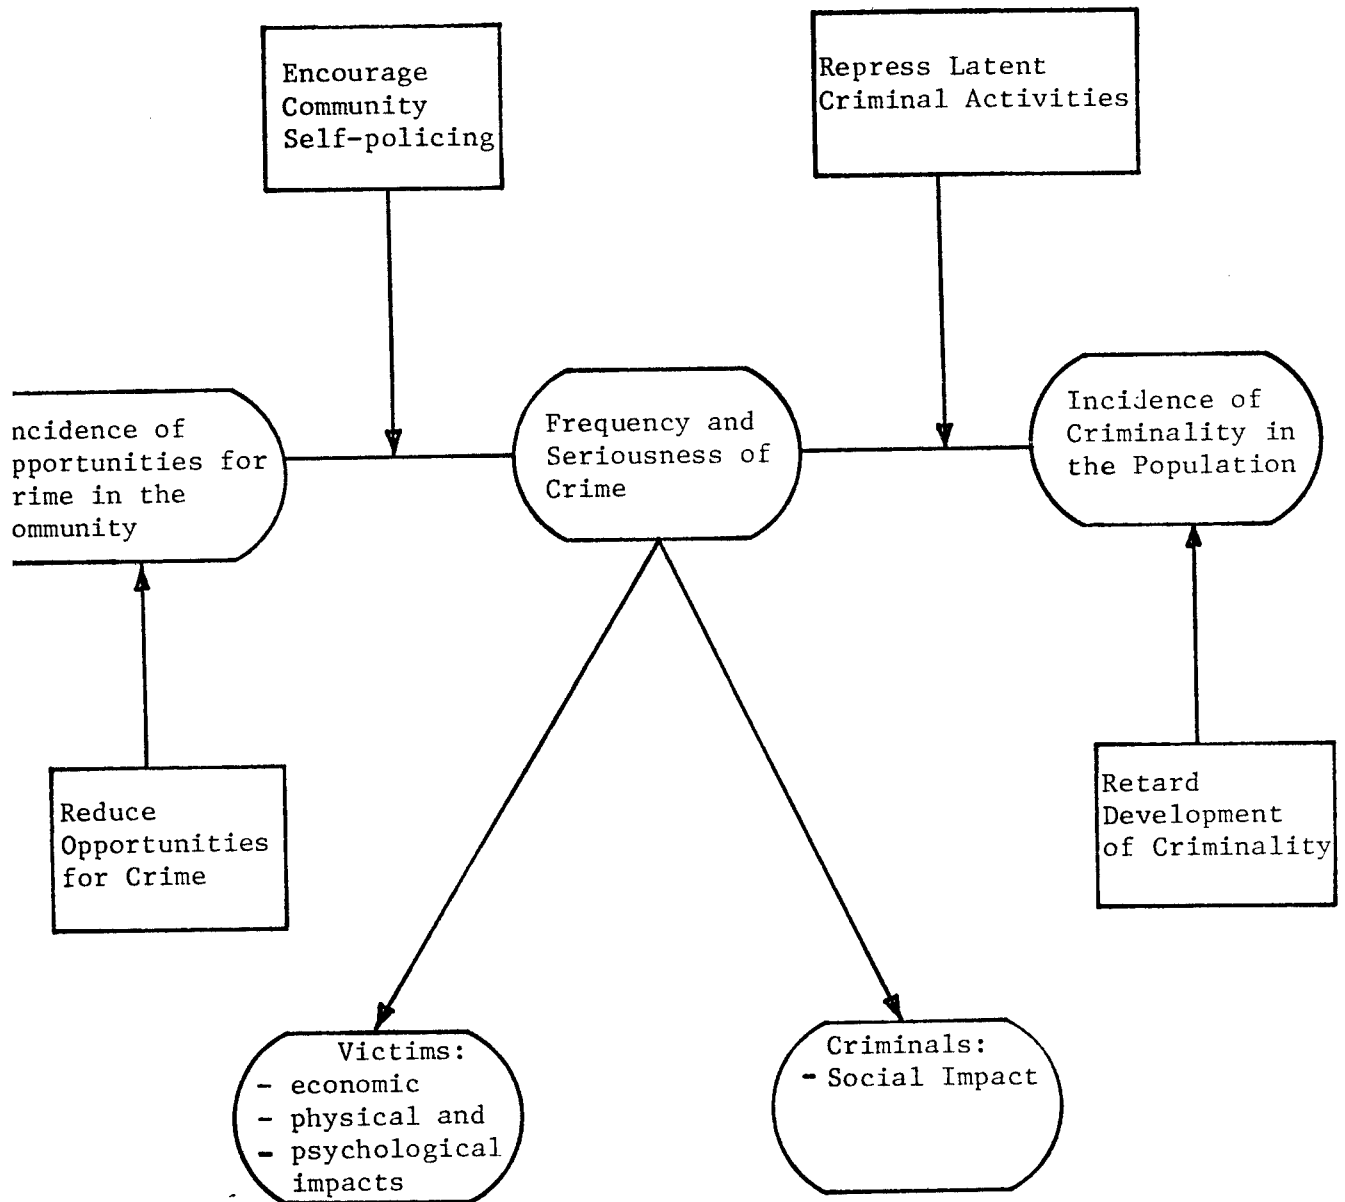 Encourage
Community
Self-policing
Repress Latent
Criminal Activities
ncidence of
pportunities for
rime in the
ommunity
Frequency and
Seriousness of
Crime
Incidence of
Criminality in
the Population
Reduce
Opportunities
for Crime
Retard
Development
of Criminality
Victims:
- economic
- physical and
- psychological
impacts
Criminals:
- Social Impact